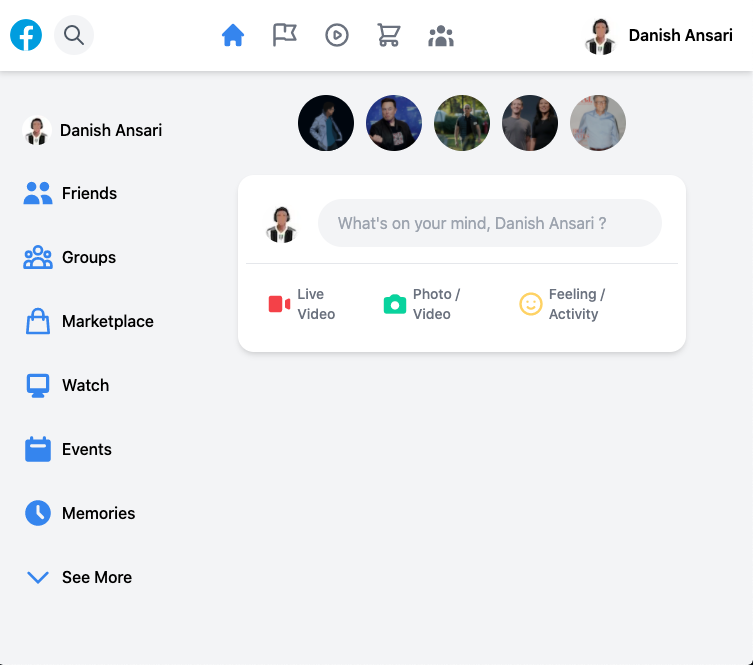 Danish Ansari
Danish Ansari
Friends
Groups
Marketplace
Watch
Events
Memories
See More
What's on your mind, Danish Ansari ?
Live
Video
Photo /
Video
Feeling /
Activity